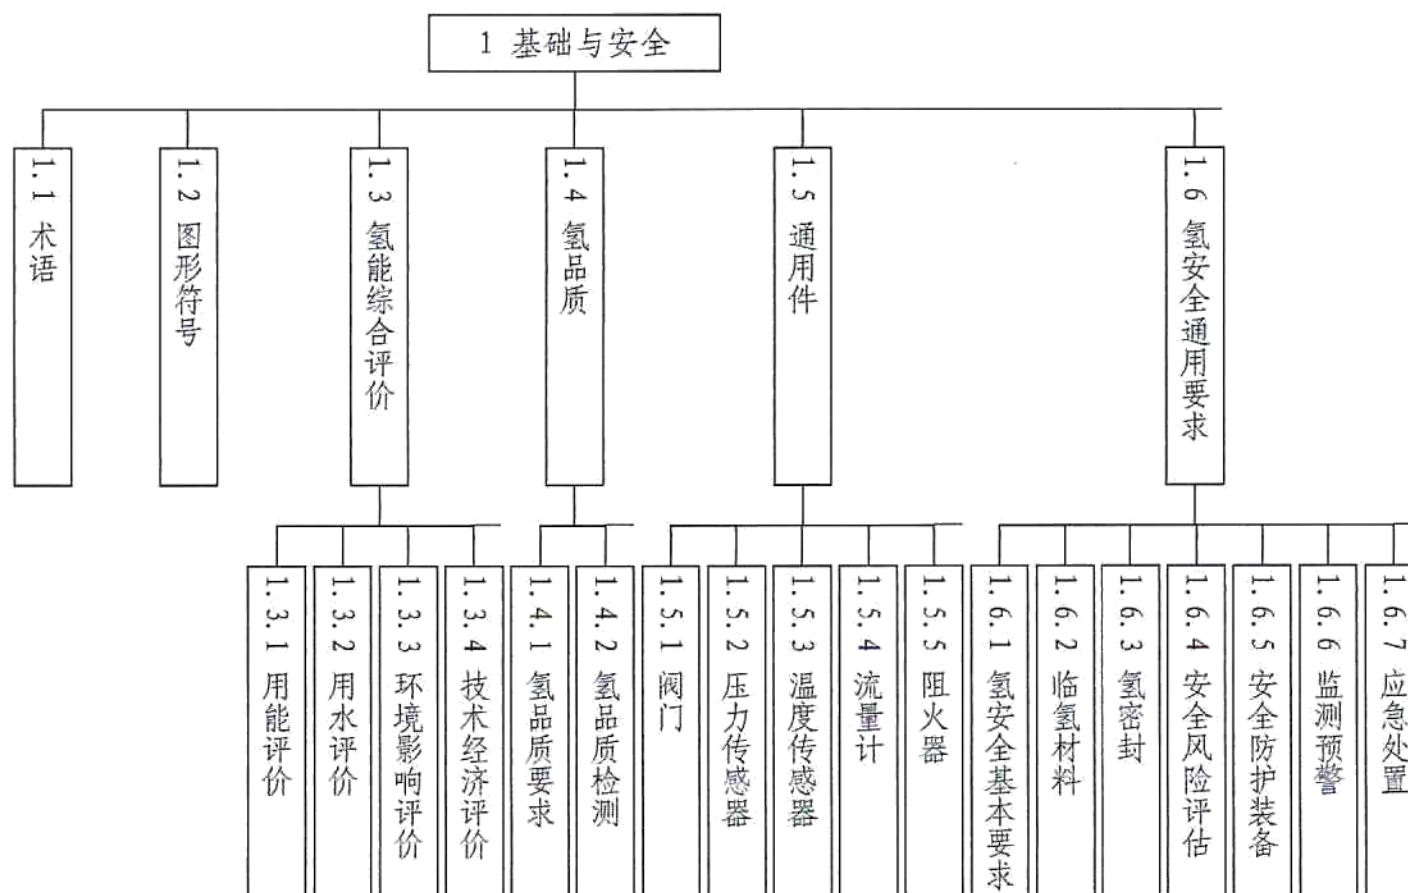 1 基础与安全
1.1 术语
1.2 图形符号
1.3 氢能综合评价
1.4 氢品质
1.5 通用件
1.6 氢安全通用要求
1.3.1 用能评价
1.3.2 用水评价
1.3.3 环境影响评价
1.3.4 技术经济评价
1.4.1 氢品质要求
1.4.2 氢品质检测
1.5.1 阀门
1.5.2 压力传感器
1.5.3 温度传感器
1.5.4 流量计
1.5.5 阻火器
1.6.1 氢安全基本要求
1.6.2 临氢材料
1.6.3 氢密封
1.6.4 安全风险评估
1.6.5 安全防护装备
1.6.6 监测预警
1.6.7 应急处置